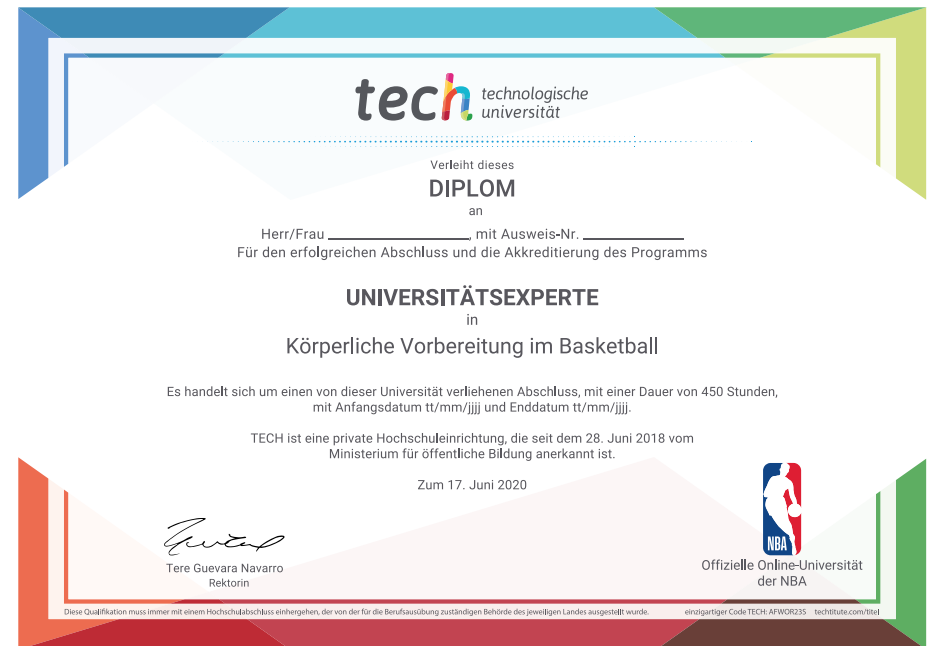 tech technologische
universität
Verleiht dieses
DIPLOM
an
Herr/Frau ____________, mit Ausweis-Nr. ____________
Für den erfolgreichen Abschluss und die Akkreditierung des Programms
UNIVERSITÄTSEXPERTE
in
Körperliche Vorbereitung im Basketball
Es handelt sich um einen von dieser Universität verliehenen Abschluss, mit einer Dauer von 450 Stunden,
mit Anfangsdatum tt/mm/jjjj und Enddatum tt/mm/jjjj.
TECH ist eine private Hochschuleinrichtung, die seit dem 28. Juni 2018 vom
Ministerium für öffentliche Bildung anerkannt ist.
Zum 17. Juni 2020
NBA
Tere Guevara Navarro
Rektorin
Offizielle Online-Universität
der NBA
Diese Qualifikation muss immer mit einem Hochschulabschluss einhergehen, der von der für die Berufsausübung zuständigen Behörde des jeweiligen Landes ausgestellt wurde. einzigartiger Code TECH: AFWOR23S techtitute.com/titel